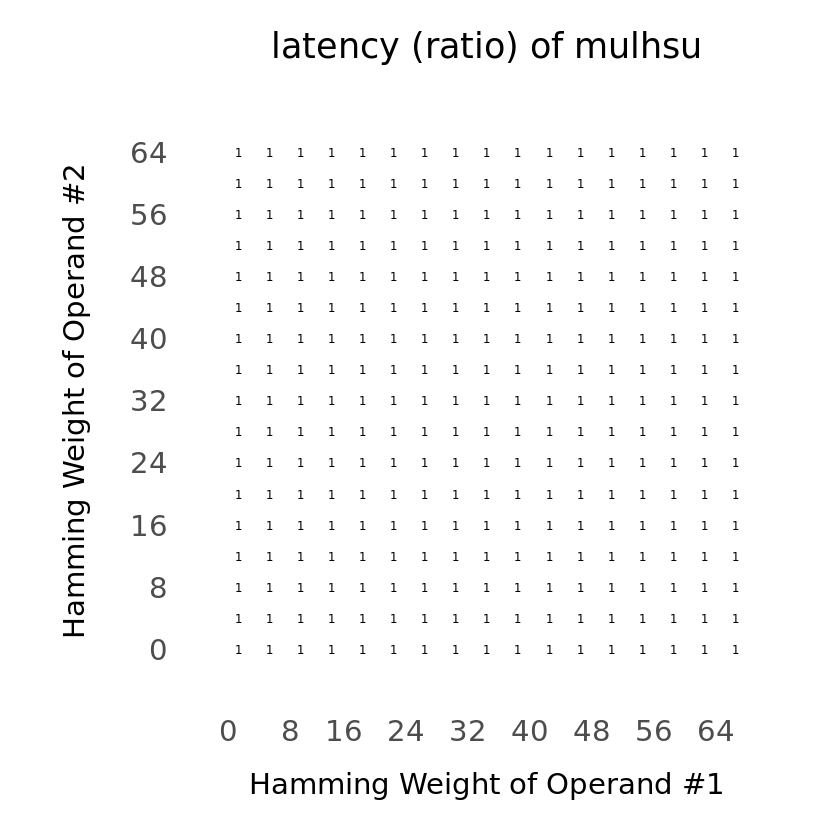 latency (ratio) of mulhsu
Hamming Weight of Operand #2
64 1 1 1 1 1 1 1 1 1 1 1 1 1 1 1 1 1
1 1 1 1 1 1 1 1 1 1 1 1 1 1 1 1 1
56 1 1 1 1 1 1 1 1 1 1 1 1 1 1 1 1 1
1 1 1 1 1 1 1 1 1 1 1 1 1 1 1 1 1
48 1 1 1 1 1 1 1 1 1 1 1 1 1 1 1 1 1
1 1 1 1 1 1 1 1 1 1 1 1 1 1 1 1 1
40 1 1 1 1 1 1 1 1 1 1 1 1 1 1 1 1 1
1 1 1 1 1 1 1 1 1 1 1 1 1 1 1 1 1
32 1 1 1 1 1 1 1 1 1 1 1 1 1 1 1 1 1
1 1 1 1 1 1 1 1 1 1 1 1 1 1 1 1 1
24 1 1 1 1 1 1 1 1 1 1 1 1 1 1 1 1 1
1 1 1 1 1 1 1 1 1 1 1 1 1 1 1 1 1
16 1 1 1 1 1 1 1 1 1 1 1 1 1 1 1 1 1
1 1 1 1 1 1 1 1 1 1 1 1 1 1 1 1 1
8 1 1 1 1 1 1 1 1 1 1 1 1 1 1 1 1 1
1 1 1 1 1 1 1 1 1 1 1 1 1 1 1 1 1
0 1 1 1 1 1 1 1 1 1 1 1 1 1 1 1 1 1
0 8 16 24 32 40 48 56 64
Hamming Weight of Operand #1